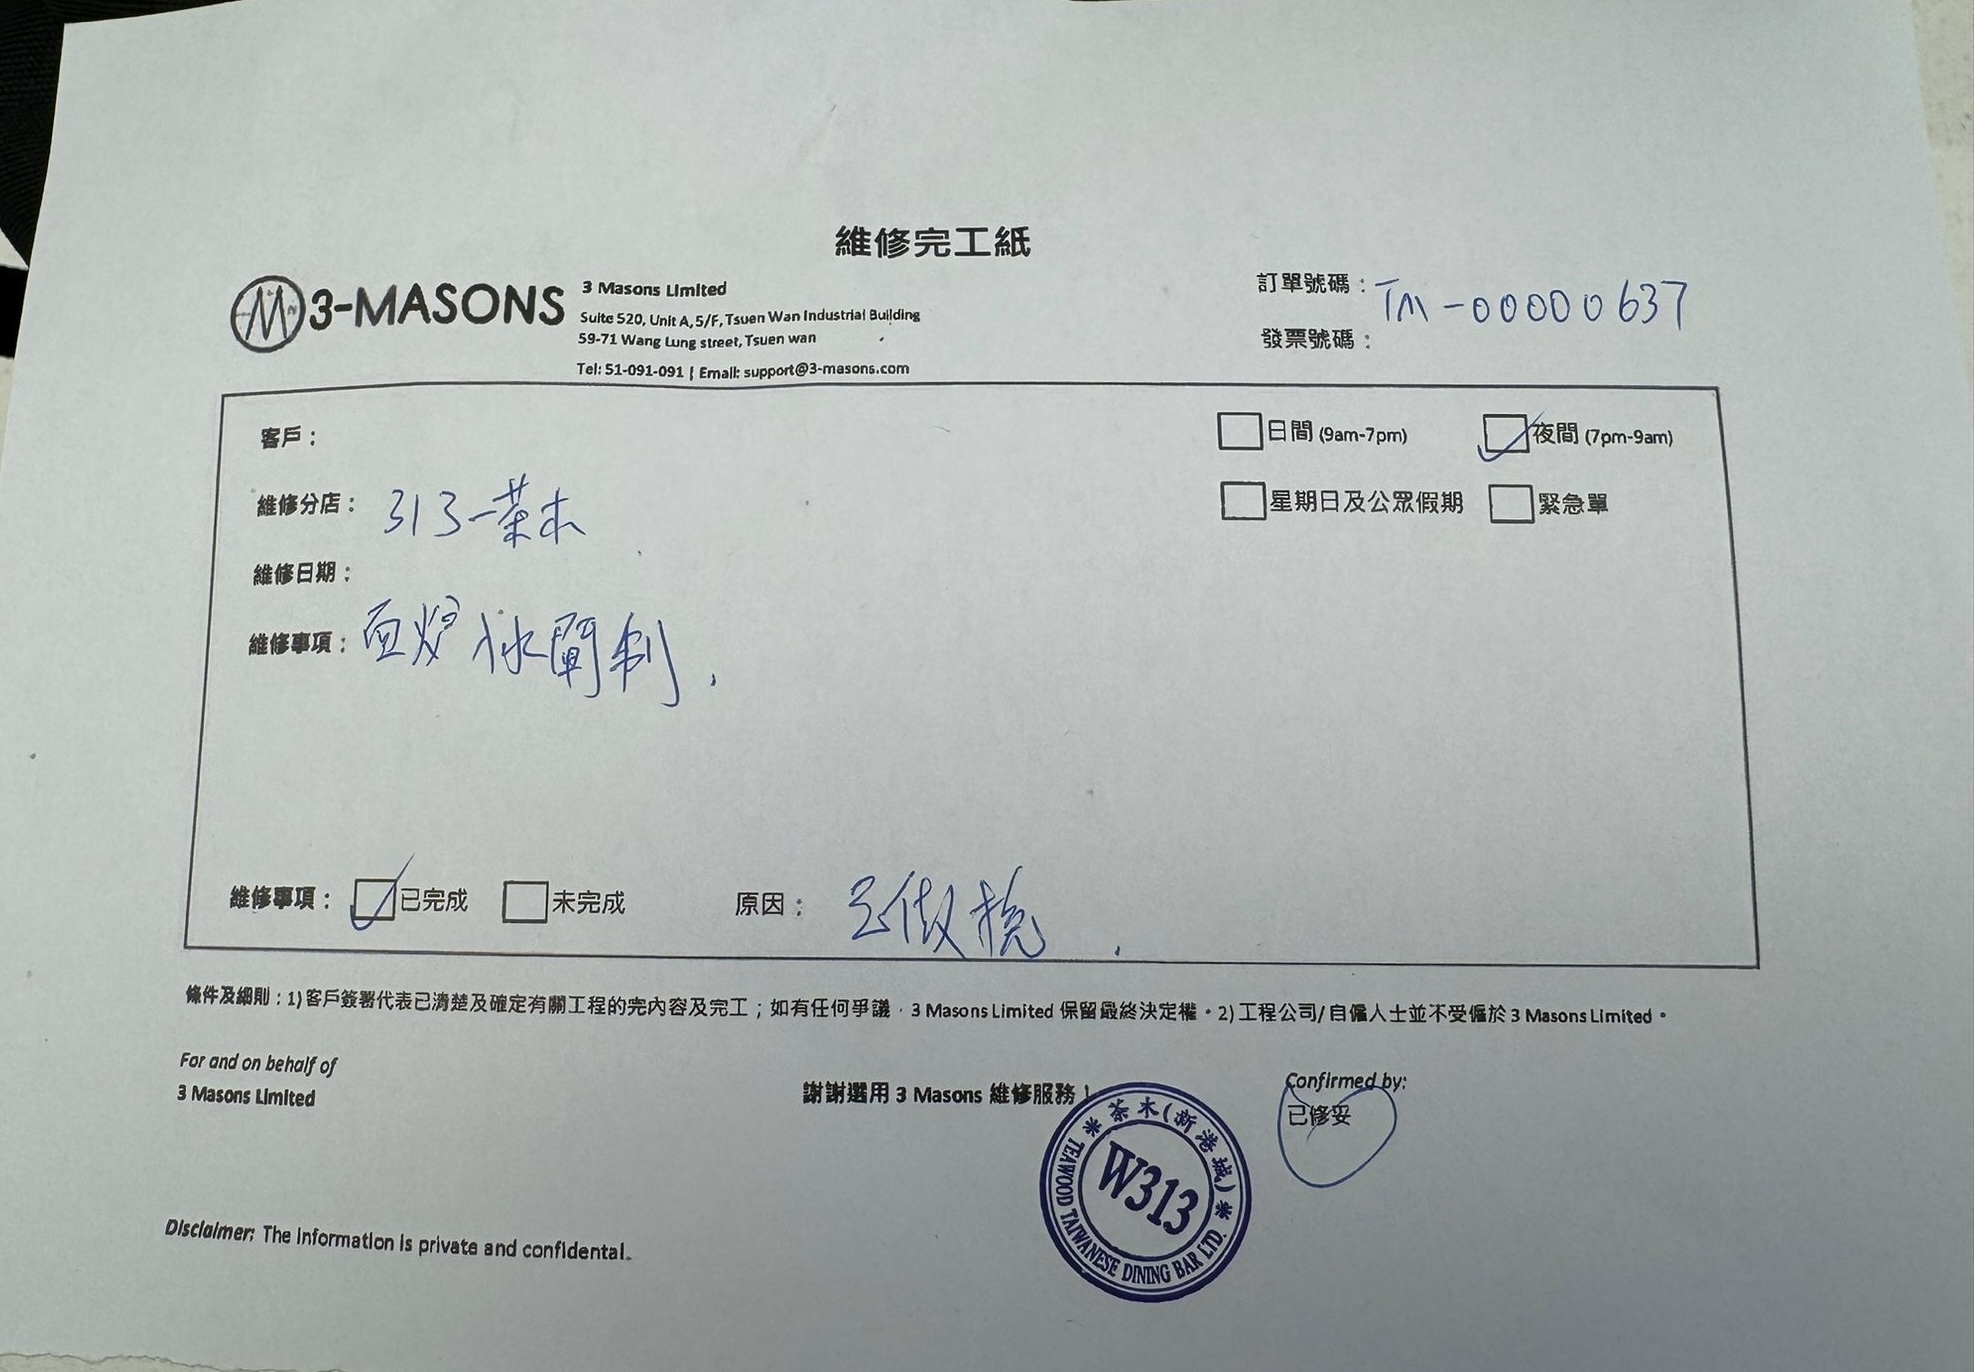 維修完工紙
3-MASONS
3 Masons Limited
Suite 520, Unit A, 5/F, Tsuen Wan Industrial Building
59-71 Wang Lung street, Tsuen wan
Tel: 51-091-091 | Email: support@3-masons.com
訂單號碼：TM-00000637
發票號碼：
客戶：
日間 (9am-7pm) 夜間 (7pm-9am)
維修分店：313-茶木
星期日及公眾假期 緊急單
維修日期：
維修事項：面炉 制
維修事項： 已完成 未完成 原因：已做
條件及細則：1) 客戶簽署代表已清楚及確定有關工程的完內容及完工；如有任何爭議，3 Masons Limited 保留最終決定權。2) 工程公司/自僱人士並不受僱於 3 Masons Limited。
For and on behalf of
3 Masons Limited
謝謝選用 3 Masons 維修服務！
Confirmed by:
已修妥
茶木(新港城)
W313
TEAWOOD TAIWANESE DINING BAR LTD.
Disclaimer: The information is private and confidental.